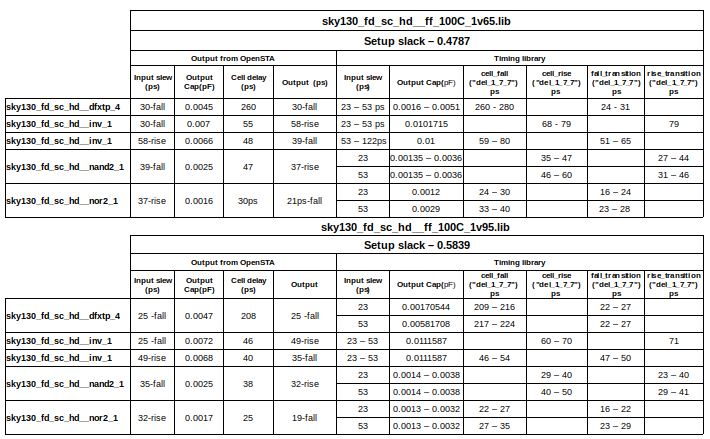 sky130_fd_sc_hd__ff_100C_1v65.lib
Setup slack – 0.4787
Output from OpenSTA Timing library
Input slew (ps) Output Cap(pF) Cell delay (ps) Output (ps) Input slew (ps) Output Cap(pF) cell_fall ("del_1_7_7") ps cell_rise ("del_1_7_7") ps fall_transition ("del_1_7_7") ps rise_transition ("del_1_7_7") ps
sky130_fd_sc_hd__dfxtp_4 30-fall 0.0045 260 30-fall 23 – 53 ps 0.0016 – 0.0051 260 - 280 24 - 31
sky130_fd_sc_hd__inv_1 30-fall 0.007 55 58-rise 23 – 53 ps 0.0101715 68 - 79 79
sky130_fd_sc_hd__inv_1 58-rise 0.0066 48 39-fall 53 – 122ps 0.01 59 – 80 51 – 65
sky130_fd_sc_hd__nand2_1 39-fall 0.0025 47 37-rise 23 0.00135 – 0.0036 35 – 47 27 – 44
53 0.00135 – 0.0036 46 – 60 31 – 46
sky130_fd_sc_hd__nor2_1 37-rise 0.0016 30ps 21ps-fall 23 0.0012 24 – 30 16 – 24
53 0.0029 33 – 40 23 – 28
sky130_fd_sc_hd__ff_100C_1v95.lib
Setup slack – 0.5839
Output from OpenSTA Timing library
Input slew (ps) Output Cap(pF) Cell delay (ps) Output Input slew (ps) Output Cap(pF) cell_fall ("del_1_7_7") ps cell_rise ("del_1_7_7") ps fall_transition ("del_1_7_7") ps rise_transition ("del_1_7_7") ps
sky130_fd_sc_hd__dfxtp_4 25 -fall 0.0047 208 25 -fall 23 0.00170544 209 – 216 22 – 27
53 0.00581708 217 – 224 22 – 27
sky130_fd_sc_hd__inv_1 25 -fall 0.0072 46 49-rise 23 – 53 0.0111587 60 – 70 71
sky130_fd_sc_hd__inv_1 49-rise 0.0068 40 35-fall 23 – 53 0.0111587 46 – 54 47 – 50
sky130_fd_sc_hd__nand2_1 35-fall 0.0025 38 32-rise 23 0.0014 – 0.0038 29 – 40 23 – 40
53 0.0014 – 0.0038 40 – 50 29 – 41
sky130_fd_sc_hd__nor2_1 32-rise 0.0017 25 19-fall 23 0.0013 – 0.0032 22 – 27 16 – 22
53 0.0013 – 0.0032 27 – 35 23 – 29